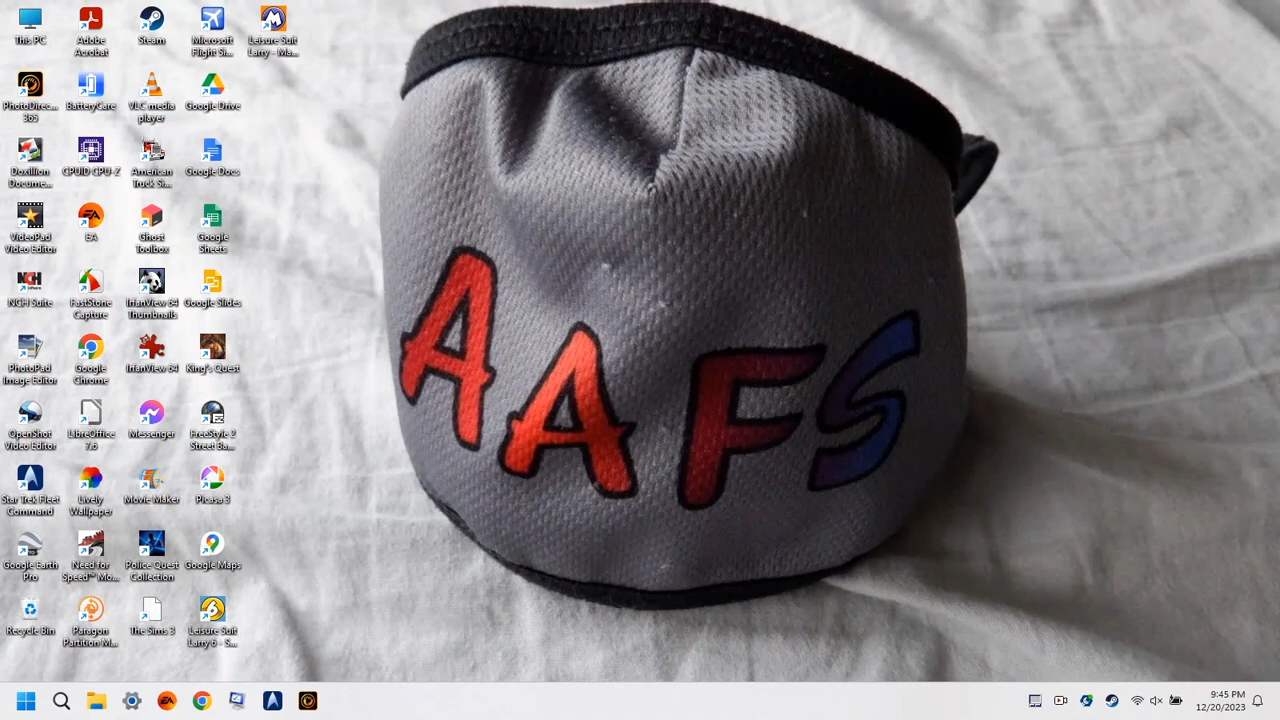 This PC
Adobe
Acrobat
Steam
Microsoft
Flight Si...
Leisure Suit
Larry - Ma...
PhotoDirec...
365
BatteryCare
VLC media
player
Google Drive
Doxillion
Docume...
CPUID CPU-Z
American
Truck Si...
Google Docs
VideoPad
Video Editor
EA
Ghost
Toolbox
Google
Sheets
NCH Suite
FastStone
Capture
IrfanView 64
Thumbnails
Google Slides
PhotoPad
Image Editor
Google
Chrome
IrfanView 64
King's Quest
OpenShot
Video Editor
LibreOffice
7.6
Messenger
FreeStyle 2
Street Ba...
Star Trek Fleet
Command
Lively
Wallpaper
Movie Maker
Picasa 3
Google Earth
Pro
Need for
Speed™ Mo...
Police Quest
Collection
Google Maps
Recycle Bin
Paragon
Partition M...
The Sims 3
Leisure Suit
Larry 6 - S...
AAFS
9:45 PM
12/20/2023